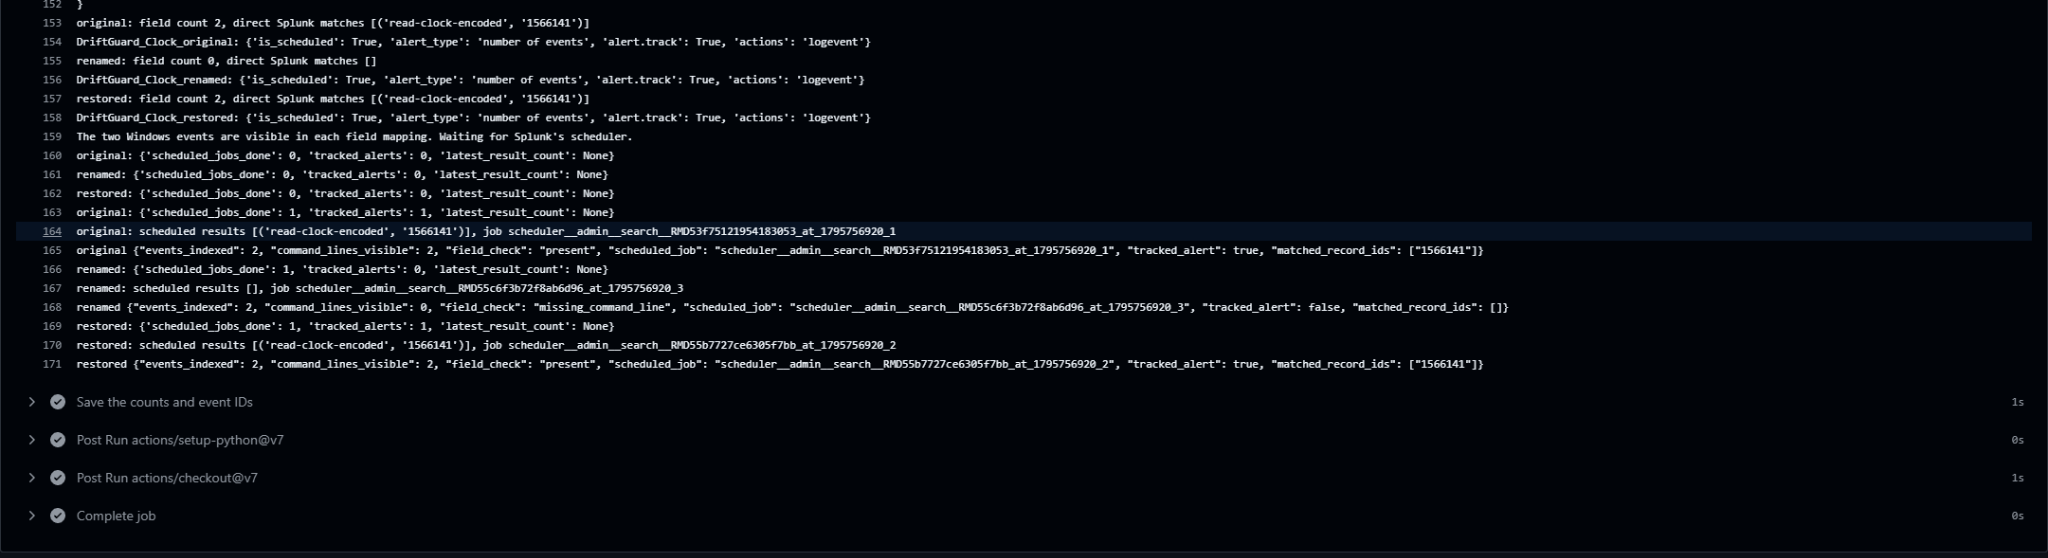 152 }
153 original: field count 2, direct Splunk matches [('read-clock-encoded', '1566141')]
154 DriftGuard_Clock_original: {'is_scheduled': True, 'alert_type': 'number of events', 'alert.track': True, 'actions': 'logevent'}
155 renamed: field count 0, direct Splunk matches []
156 DriftGuard_Clock_renamed: {'is_scheduled': True, 'alert_type': 'number of events', 'alert.track': True, 'actions': 'logevent'}
157 restored: field count 2, direct Splunk matches [('read-clock-encoded', '1566141')]
158 DriftGuard_Clock_restored: {'is_scheduled': True, 'alert_type': 'number of events', 'alert.track': True, 'actions': 'logevent'}
159 The two Windows events are visible in each field mapping. Waiting for Splunk's scheduler.
160 original: {'scheduled_jobs_done': 0, 'tracked_alerts': 0, 'latest_result_count': None}
161 renamed: {'scheduled_jobs_done': 0, 'tracked_alerts': 0, 'latest_result_count': None}
162 restored: {'scheduled_jobs_done': 0, 'tracked_alerts': 0, 'latest_result_count': None}
163 original: {'scheduled_jobs_done': 1, 'tracked_alerts': 1, 'latest_result_count': None}
164 original: scheduled results [('read-clock-encoded', '1566141')], job scheduler__admin__search__RMD53f75121954183053_at_1795756920_1
165 original {"events_indexed": 2, "command_lines_visible": 2, "field_check": "present", "scheduled_job": "scheduler__admin__search__RMD53f75121954183053_at_1795756920_1", "tracked_alert": true, "matched_record_ids": ["1566141"]}
166 renamed: {'scheduled_jobs_done': 1, 'tracked_alerts': 0, 'latest_result_count': None}
167 renamed: scheduled results [], job scheduler__admin__search__RMD55c6f3b72f8ab6d96_at_1795756920_3
168 renamed {"events_indexed": 2, "command_lines_visible": 0, "field_check": "missing_command_line", "scheduled_job": "scheduler__admin__search__RMD55c6f3b72f8ab6d96_at_1795756920_3", "tracked_alert": false, "matched_record_ids": []}
169 restored: {'scheduled_jobs_done': 1, 'tracked_alerts': 1, 'latest_result_count': None}
170 restored: scheduled results [('read-clock-encoded', '1566141')], job scheduler__admin__search__RMD55b7727ce6305f7bb_at_1795756920_2
171 restored {"events_indexed": 2, "command_lines_visible": 2, "field_check": "present", "scheduled_job": "scheduler__admin__search__RMD55b7727ce6305f7bb_at_1795756920_2", "tracked_alert": true, "matched_record_ids": ["1566141"]}
Save the counts and event IDs 1s
Post Run actions/setup-python@v7 0s
Post Run actions/checkout@v7 1s
Complete job 0s